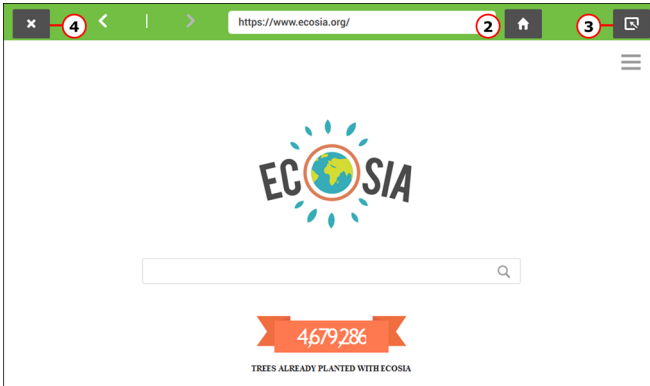 4
https://www.ecosia.org/
2
3
ECOSIA
4,679,286
TREES ALREADY PLANTED WITH ECOSIA